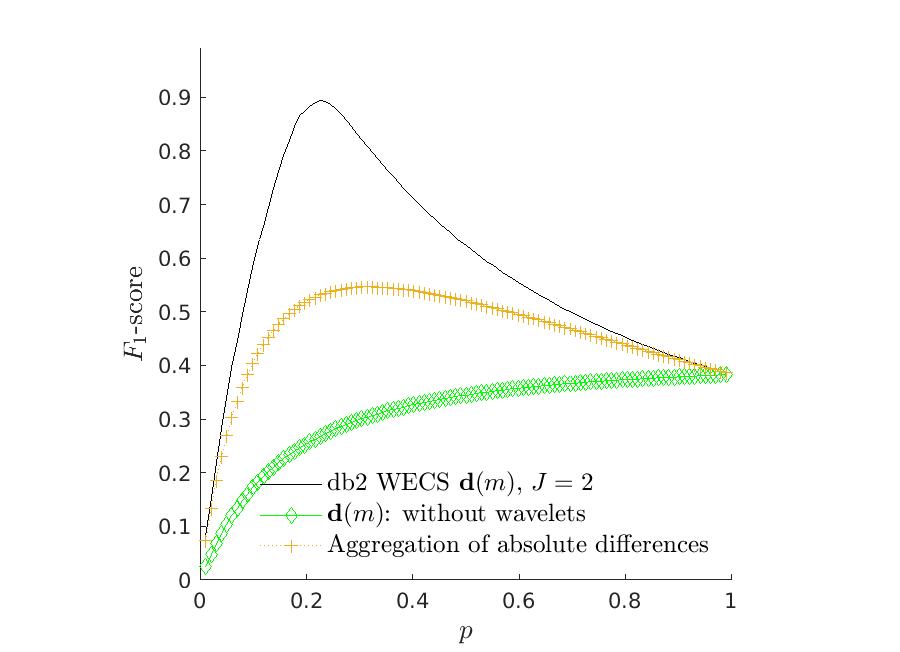 0.9
0.8
0.7
0.6
0.5
0.4
0.3
0.2
0.1
0
0 0.2 0.4 0.6 0.8 1
p
F₁-score
db2 WECS d(m), J = 2
d(m): without wavelets
Aggregation of absolute differences